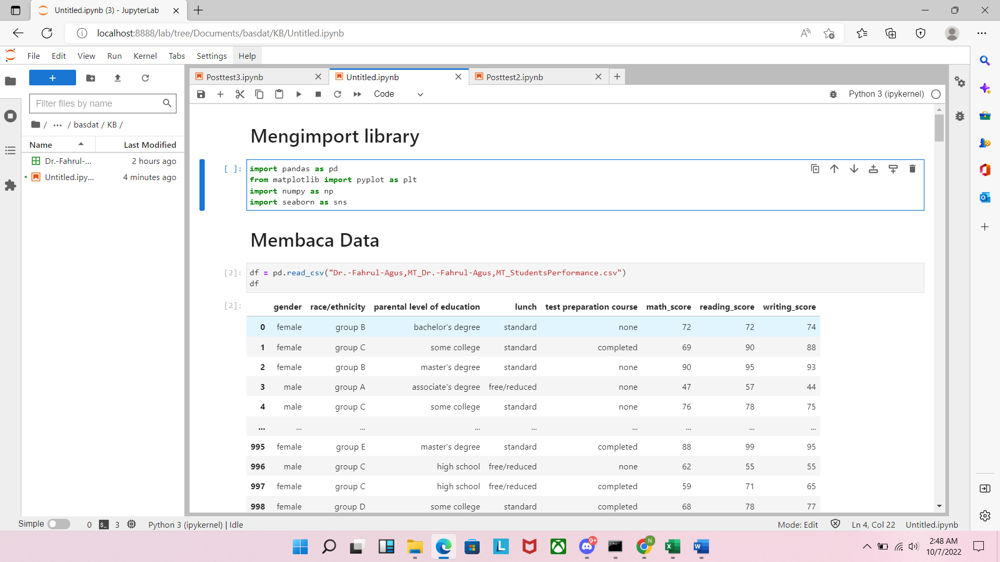 Untitled.ipynb (3) - JupyterLab
localhost:8888/lab/tree/Documents/basdat/KB/Untitled.ipynb
File Edit View Run Kernel Tabs Settings Help
Filter files by name
/ ... / basdat / KB /
Name Last Modified
Dr.-Fahrul-... 2 hours ago
Untitled.ipy... 4 minutes ago
Posttest3.ipynb Untitled.ipynb Posttest2.ipynb
Code Python 3 (ipykernel)
Mengimport library
[ ]: import pandas as pd
from matplotlib import pyplot as plt
import numpy as np
import seaborn as sns
Membaca Data
[2]: df = pd.read_csv("Dr.-Fahrul-Agus,MT_Dr.-Fahrul-Agus,MT_StudentsPerformance.csv")
df
[2]: gender race/ethnicity parental level of education lunch test preparation course math_score reading_score writing_score
0 female group B bachelor's degree standard none 72 72 74
1 female group C some college standard completed 69 90 88
2 female group B master's degree standard none 90 95 93
3 male group A associate's degree free/reduced none 47 57 44
4 male group C some college standard none 76 78 75
... ... ... ... ... ... ... ... ...
995 female group E master's degree standard completed 88 99 95
996 male group C high school free/reduced none 62 55 55
997 female group C high school free/reduced completed 59 71 65
998 female group D some college standard completed 68 78 77
Simple 0 $_ 3 Python 3 (ipykernel) | Idle Mode: Edit Ln 4, Col 22 Untitled.ipynb
9+ N
2:48 AM
10/7/2022